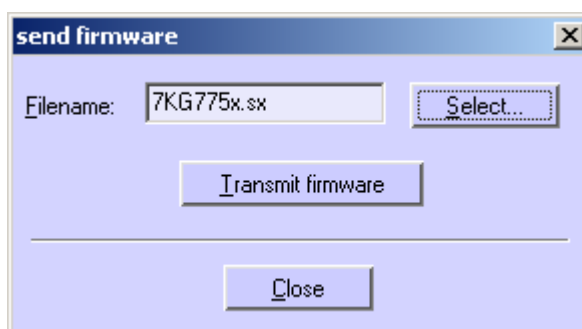 send firmware
Filename: 7KG775x.sx Select...
Transmit firmware
Close